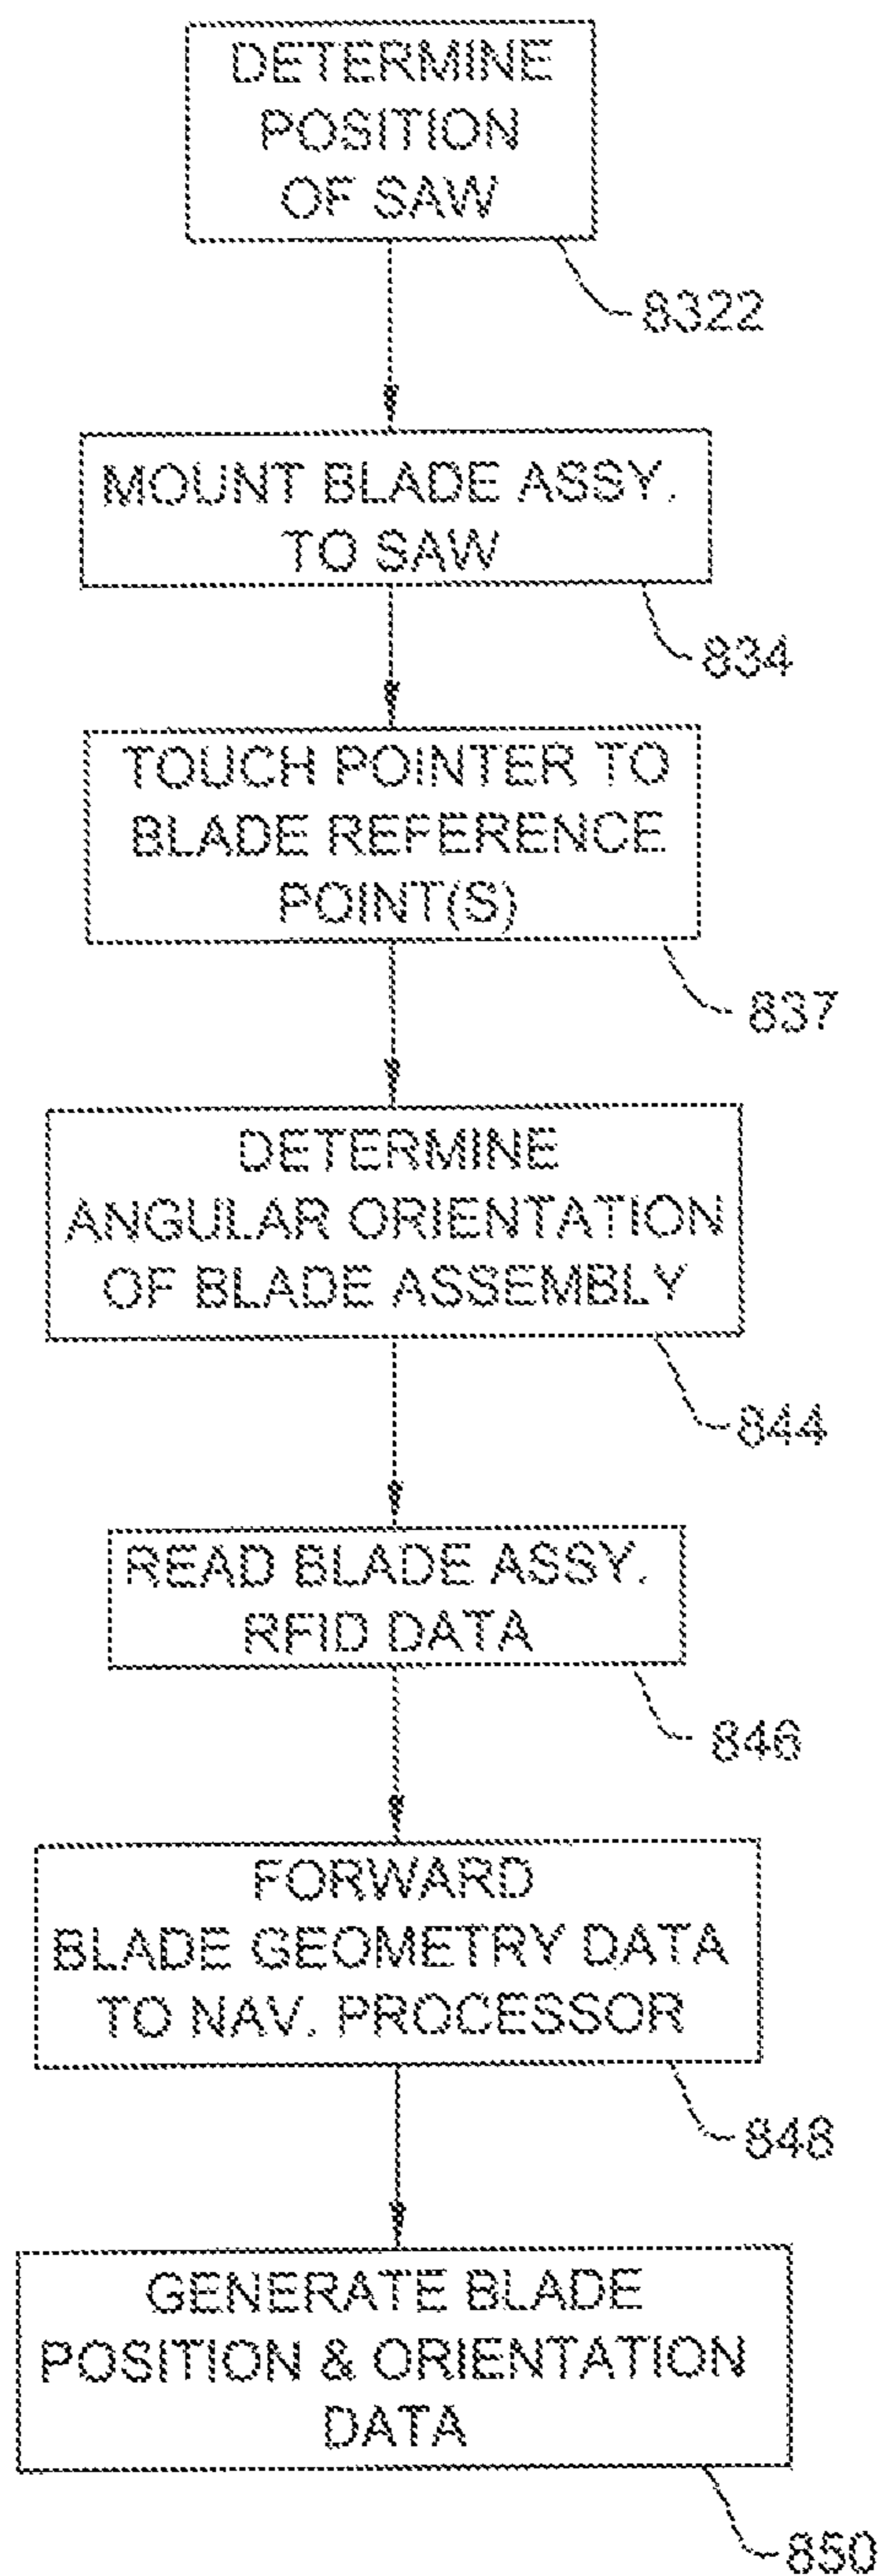 DETERMINE
POSITION
OF SAW
8322
MOUNT BLADE ASSY.
TO SAW
834
TOUCH POINTER TO
BLADE REFERENCE
POINT(S)
837
DETERMINE
ANGULAR ORIENTATION
OF BLADE ASSEMBLY
844
READ BLADE ASSY.
RFID DATA
846
FORWARD
BLADE GEOMETRY DATA
TO NAV. PROCESSOR
848
GENERATE BLADE
POSITION & ORIENTATION
DATA
850